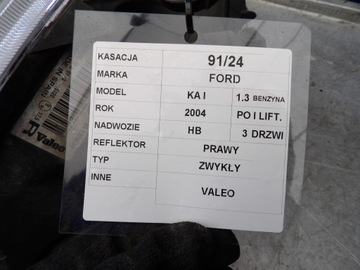 KASACJA 91/24
MARKA FORD
MODEL KA I 1.3 BENZYNA
ROK 2004 PO I LIFT.
NADWOZIE HB 3 DRZWI
REFLEKTOR PRAWY
TYP ZWYKŁY
INNE VALEO
Valeo